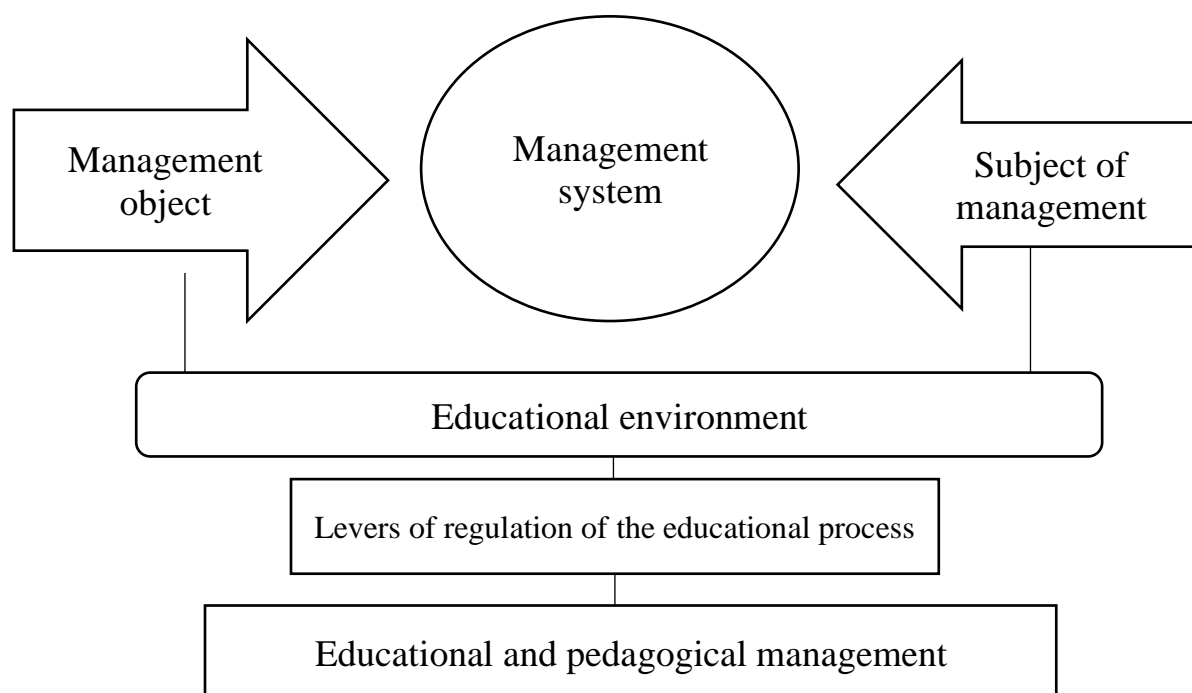 Management
object
Management
system
Subject of
management
Educational environment
Levers of regulation of the educational process
Educational and pedagogical management